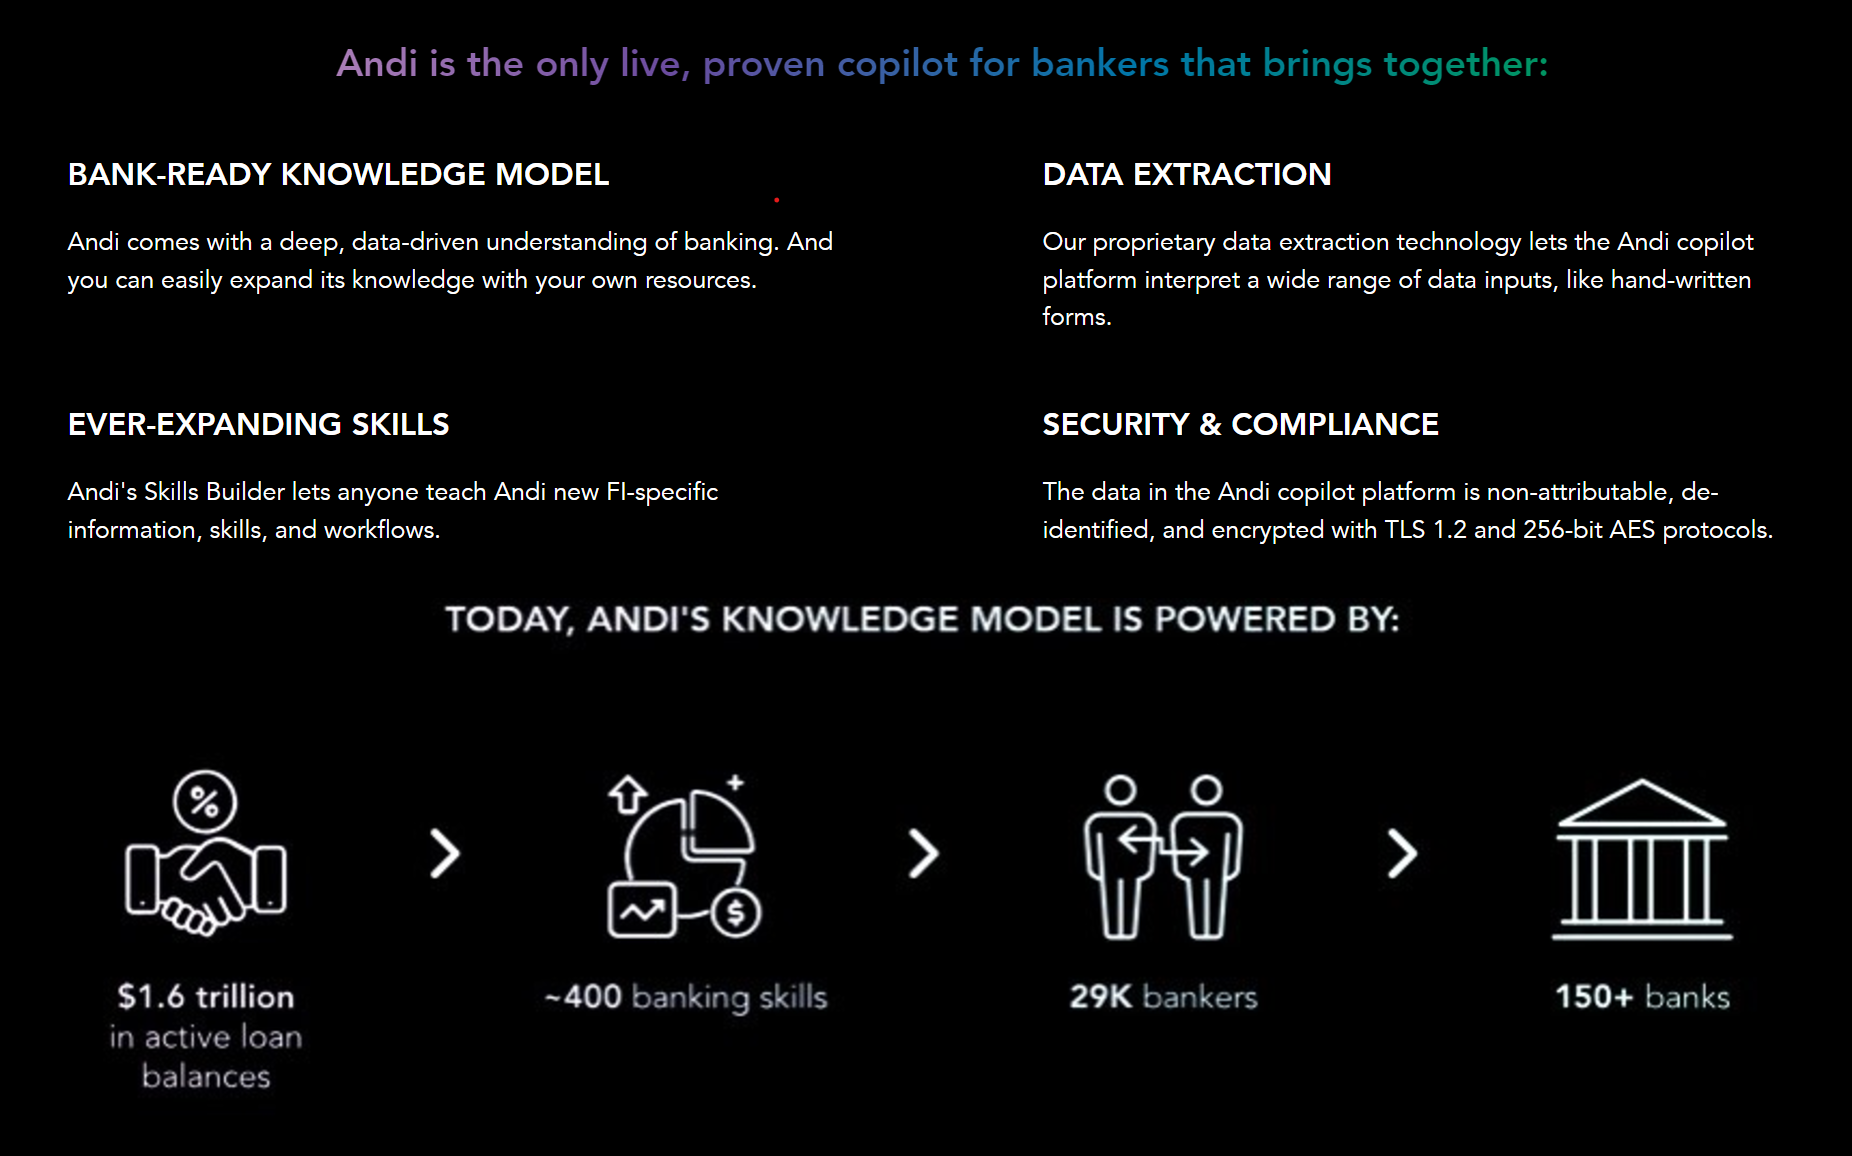 Andi is the only live, proven copilot for bankers that brings together:
BANK-READY KNOWLEDGE MODEL
Andi comes with a deep, data-driven understanding of banking. And
you can easily expand its knowledge with your own resources.
DATA EXTRACTION
Our proprietary data extraction technology lets the Andi copilot
platform interpret a wide range of data inputs, like hand-written
forms.
EVER-EXPANDING SKILLS
Andi's Skills Builder lets anyone teach Andi new FI-specific
information, skills, and workflows.
SECURITY & COMPLIANCE
The data in the Andi copilot platform is non-attributable, de-
identified, and encrypted with TLS 1.2 and 256-bit AES protocols.
TODAY, ANDI'S KNOWLEDGE MODEL IS POWERED BY:
%
$
$1.6 trillion
in active loan
balances
~400 banking skills
29K bankers
150+ banks